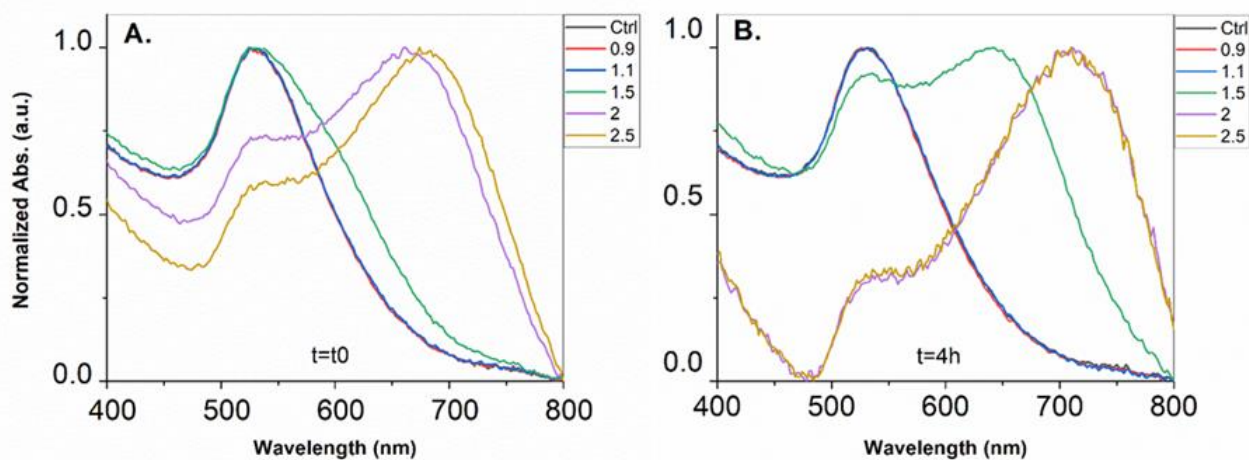 A.
Ctrl
0.9
1.1
1.5
2
2.5
1.0
0.5
0.0
Normalized Abs. (a.u.)
t=t0
400 500 600 700 800
Wavelength (nm)
B.
Ctrl
0.9
1.1
1.5
2
2.5
1.0
0.5
0.0
t=4h
400 500 600 700 800
Wavelength (nm)